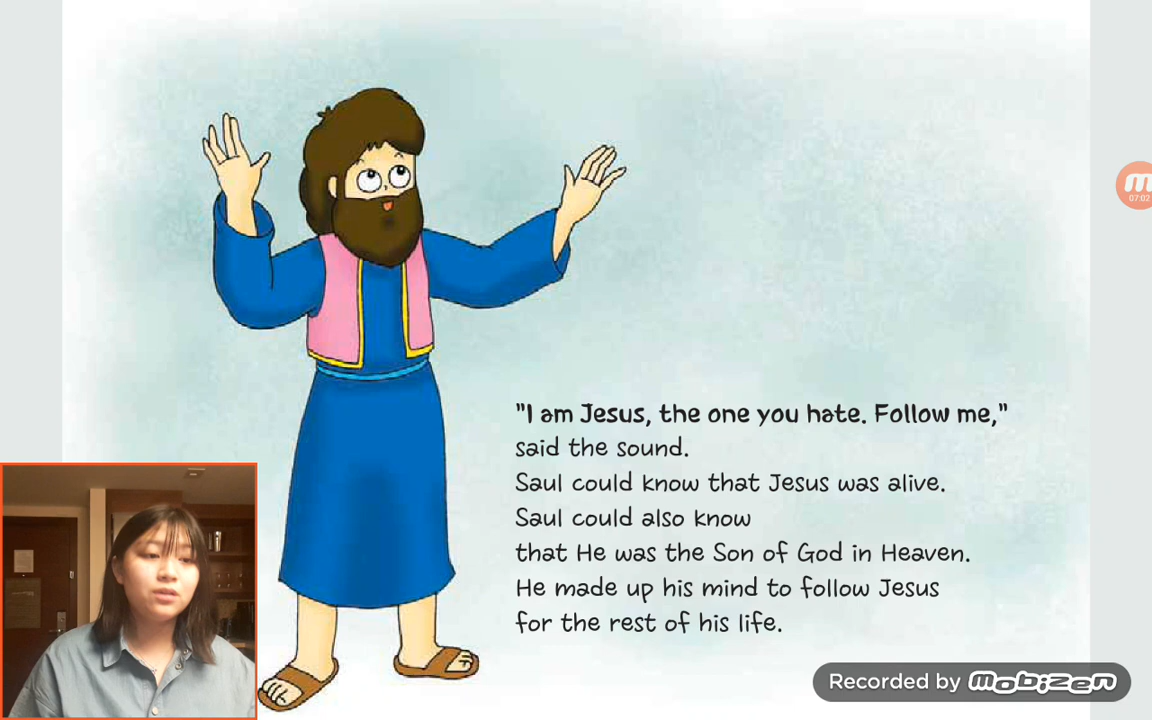 "I am Jesus, the one you hate. Follow me,"
said the sound.
Saul could know that Jesus was alive.
Saul could also know
that He was the Son of God in Heaven.
He made up his mind to follow Jesus
for the rest of his life.
Recorded by mobizen
07:02